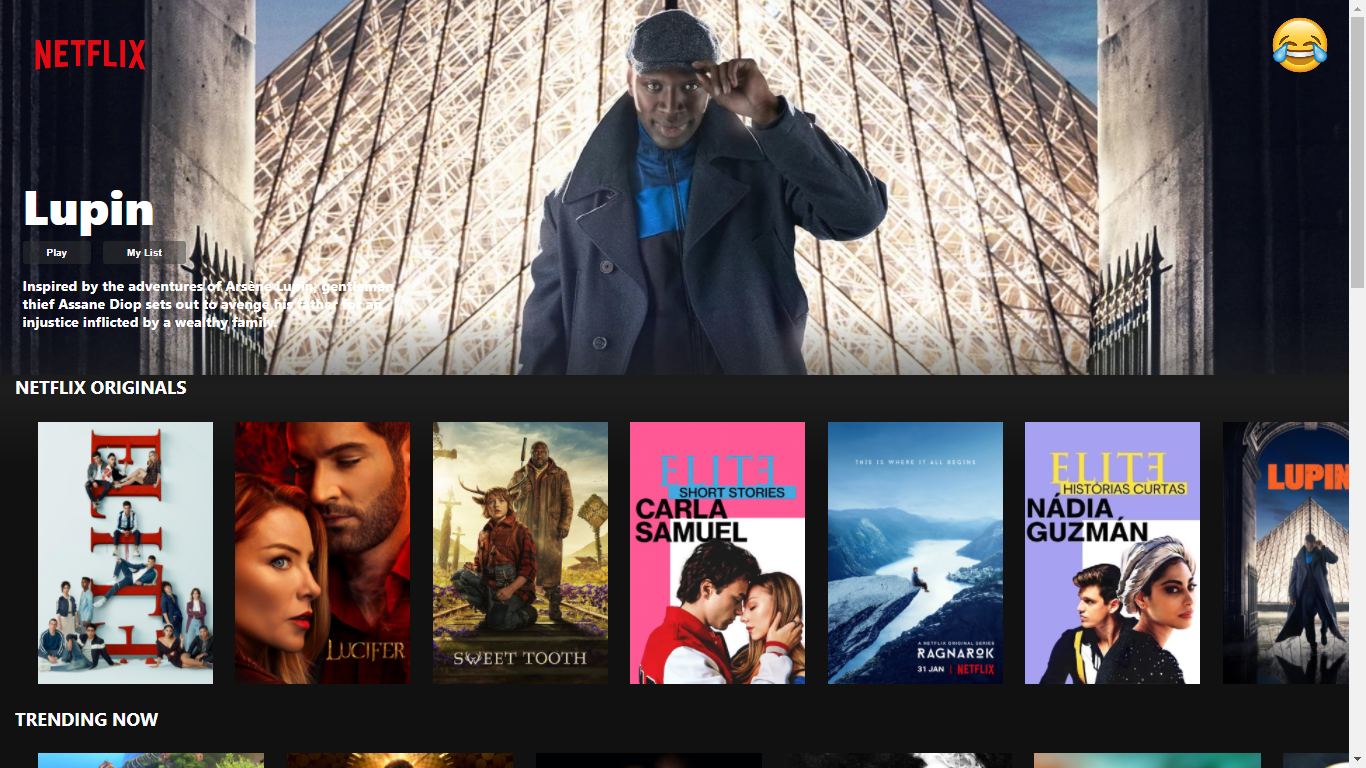 NETFLIX
Lupin
Play
My List
Inspired by the adventures of Arsène Lupin, gentleman
thief Assane Diop sets out to avenge his father for an
injustice inflicted by a wealthy family.
NETFLIX ORIGINALS
ELITE
LUCIFER
SWEET TOOTH
ELITE
SHORT STORIES
CARLA
SAMUEL
THIS IS WHERE IT ALL BEGINS
A NETFLIX ORIGINAL SERIES
RAGNAROK
31 JAN | NETFLIX
ELITE
HISTÓRIAS CURTAS
NÁDIA
GUZMÁN
LUPIN
TRENDING NOW